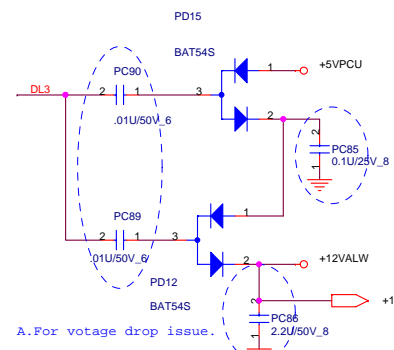 PD15
BAT54S
DL3
PC90
2 1
3
1
+5VPCU
2
.01U/50V_6
2
PC85
0.1U/25V_8
1
PC89
2 1
3
1
.01U/50V_6
2
+12VALW
PD12
BAT54S
2
PC86
2.2U/50V_8
+1
A.For votage drop issue.